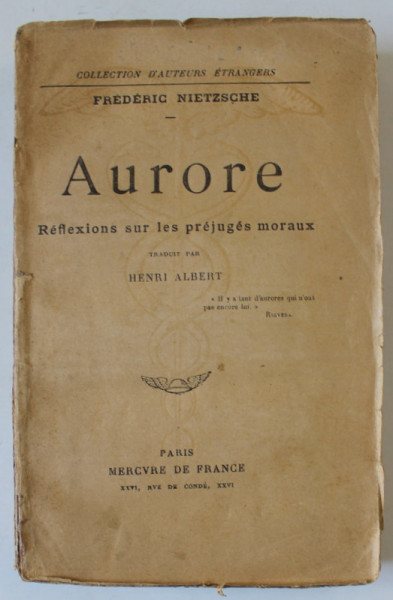 COLLECTION D'AUTEURS ÉTRANGERS
FRÉDÉRIC NIETZSCHE
Aurore
Réflexions sur les préjugés moraux
TRADUIT PAR
HENRI ALBERT
« Il y a tant d'aurores qui n'ont
pas encore lui »
PARIS
MERCVRE DE FRANCE
XXVI, RVE DE CONDÉ, XXVI